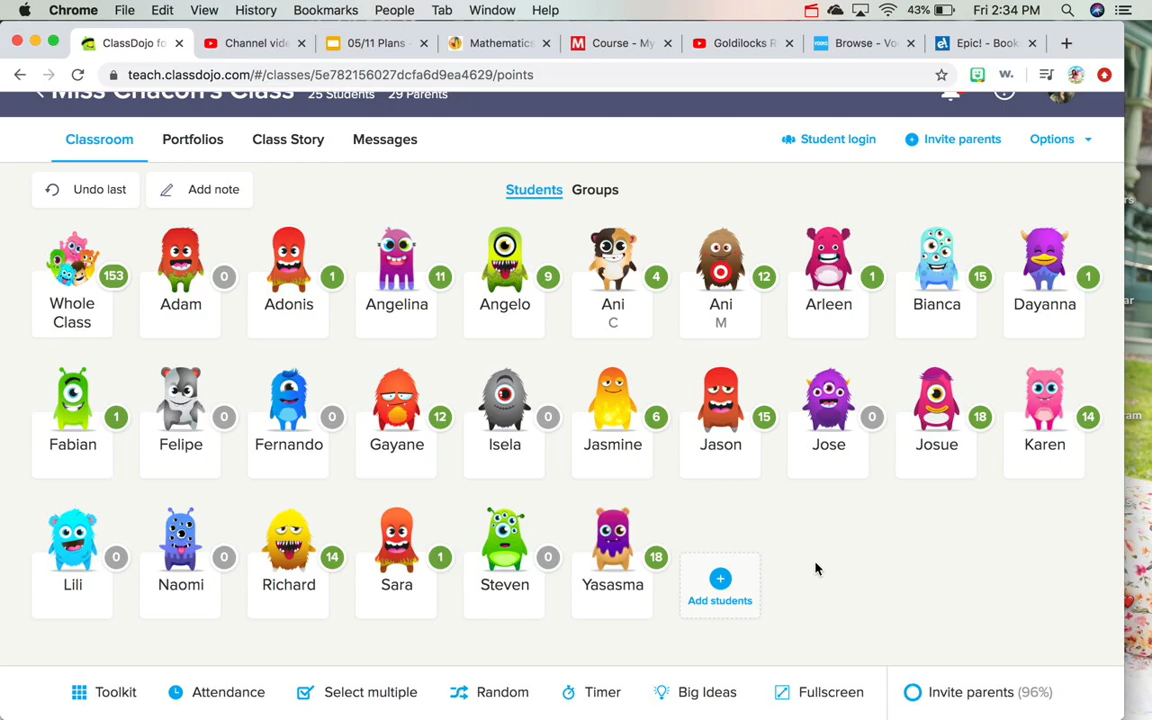 Chrome File Edit View History Bookmarks People Tab Window Help 43% Fri 2:34 PM
ClassDojo fo Channel vide 05/11 Plans - Mathematics Course - My Goldilocks R Browse - Voo Epic! - Book
teach.classdojo.com/#/classes/5e782156027dcfa6d9ea4629/points w.
Miss Chacon's Class 25 Students 29 Parents
Classroom Portfolios Class Story Messages Student login Invite parents Options
Undo last Add note Students Groups
153 0 1 11 9 4 12 1 15 1
Whole Class Adam Adonis Angelina Angelo Ani C Ani M Arleen Bianca Dayanna
1 0 0 12 0 6 15 0 18 14
Fabian Felipe Fernando Gayane Isela Jasmine Jason Jose Josue Karen
0 0 14 1 0 18
Lili Naomi Richard Sara Steven Yasasma Add students
Toolkit Attendance Select multiple Random Timer Big Ideas Fullscreen Invite parents (96%)